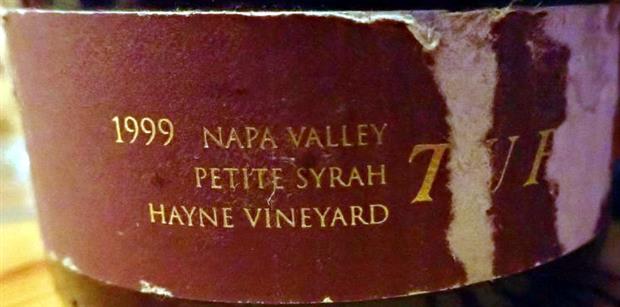 1999 NAPA VALLEY
PETITE SYRAH
HAYNE VINEYARD